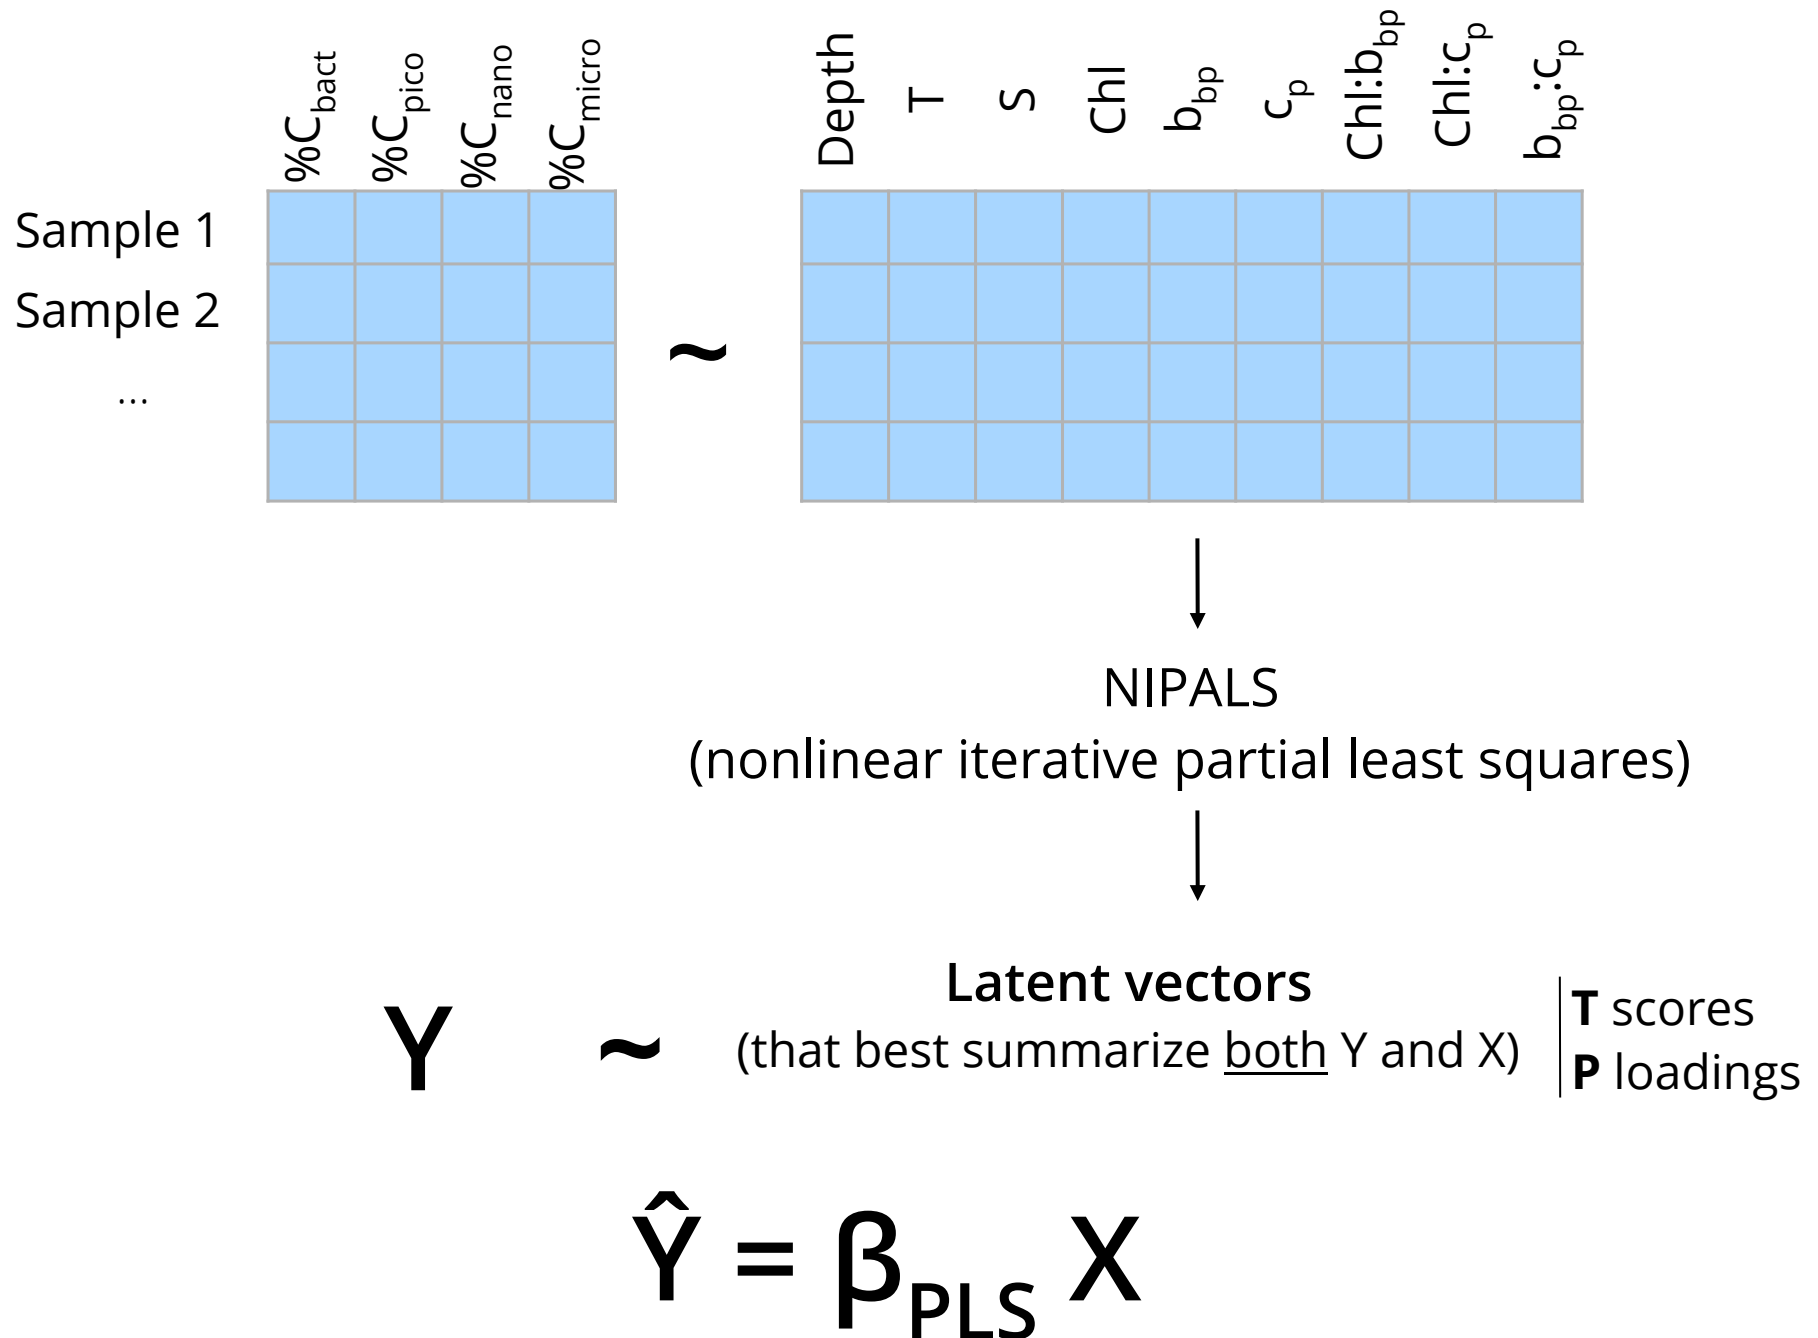 %C_bact %C_pico %C_nano %C_micro
Depth T S Chl b_bp c_p Chl:b_bp Chl:c_p b_bp:c_p
Sample 1
Sample 2
...
~
NIPALS
(nonlinear iterative partial least squares)
Y ~ Latent vectors
(that best summarize both Y and X)
T scores
P loadings
Ŷ = β_PLS X